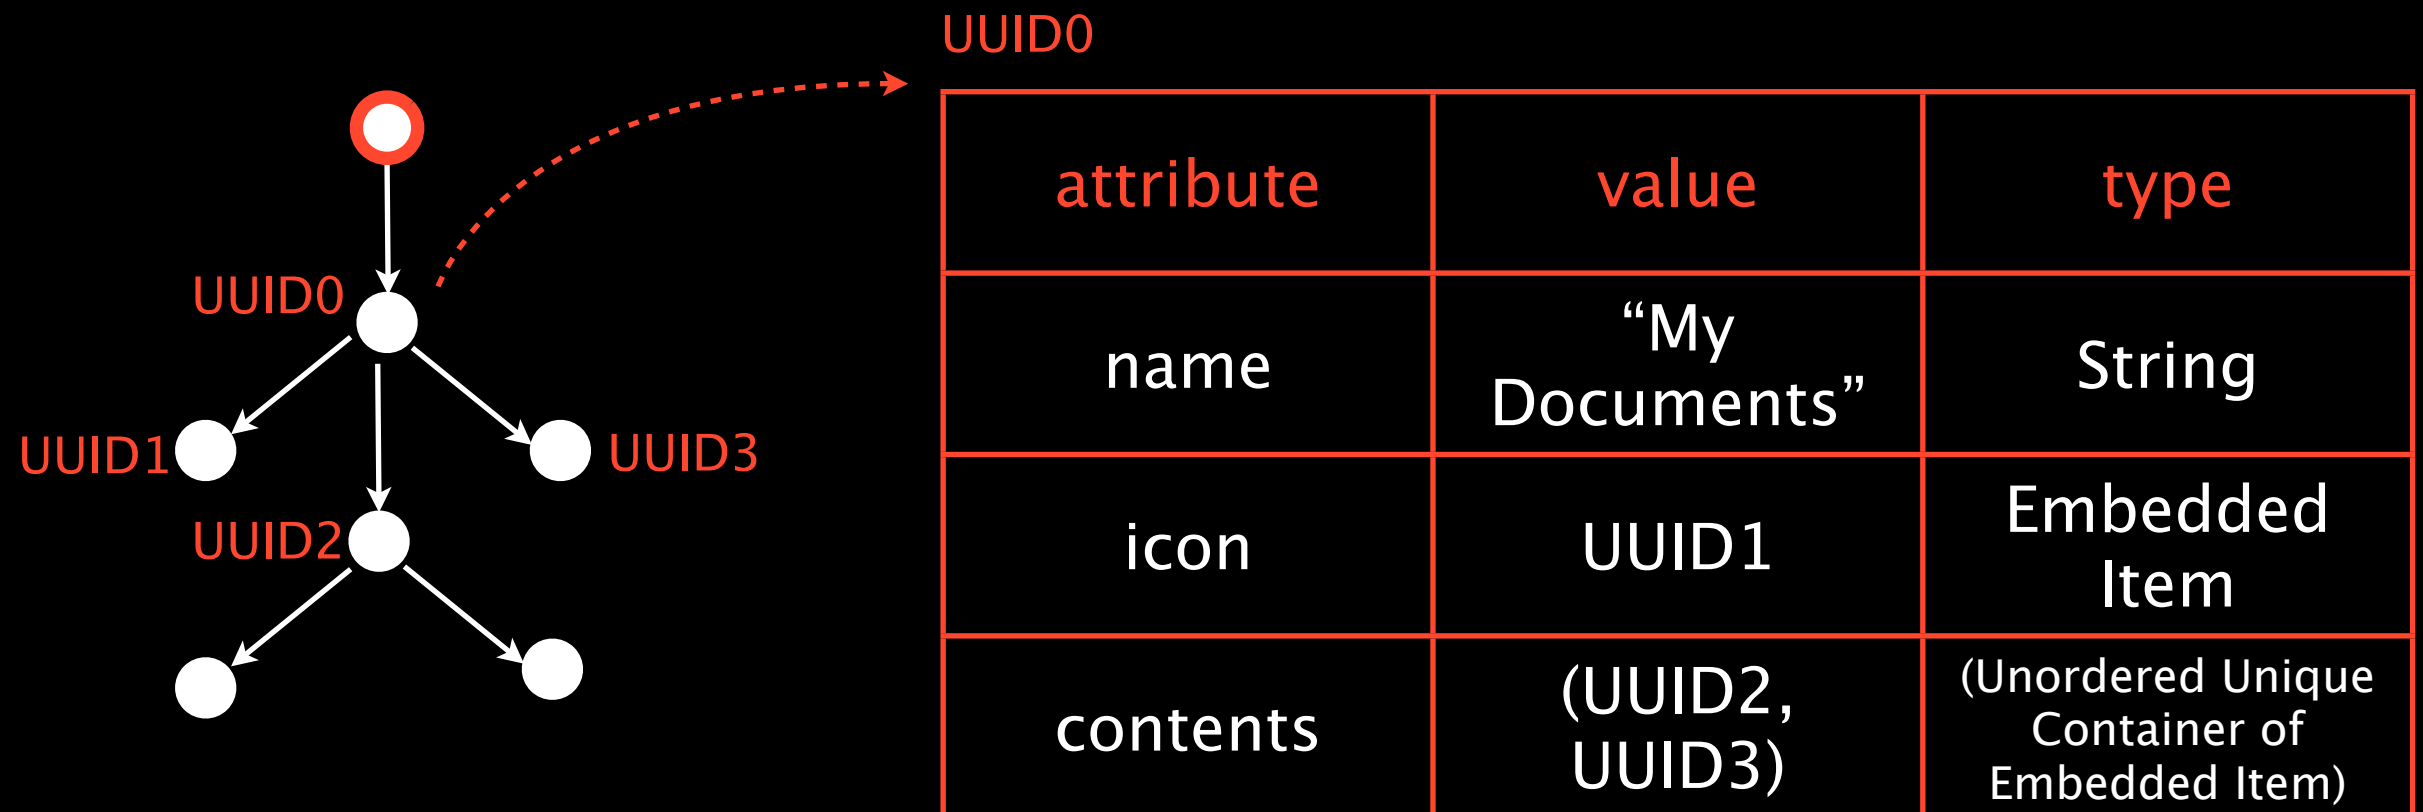 UUID0
UUID0
UUID1
UUID3
UUID2
attribute
value
type
name
“My
Documents”
String
icon
UUID1
Embedded
Item
contents
(UUID2,
UUID3)
(Unordered Unique
Container of
Embedded Item)